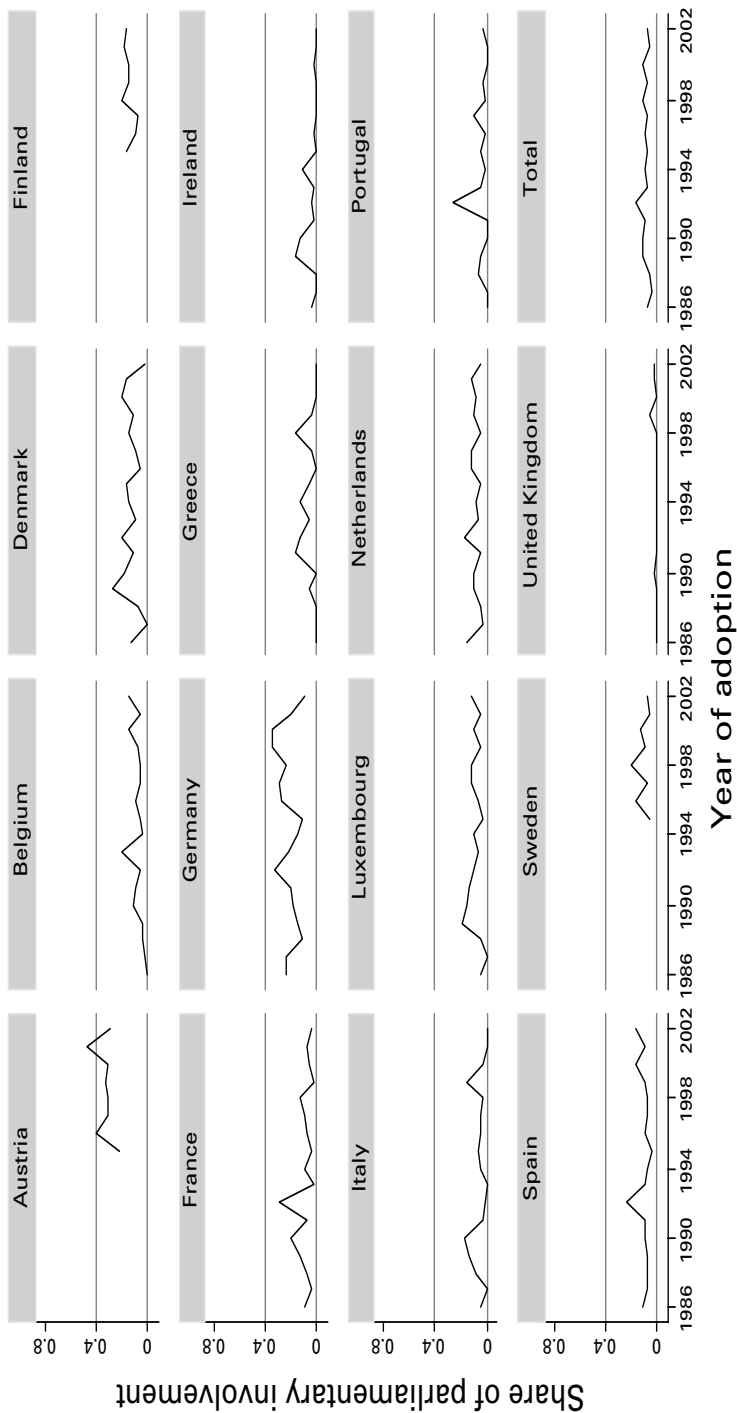 Austria
Belgium
Denmark
Finland
0.8
0.4
0
France
Germany
Greece
Ireland
0.8
0.4
0
Italy
Luxembourg
Netherlands
Portugal
0.8
0.4
0
Spain
Sweden
United Kingdom
Total
0.8
0.4
0
1986 1990 1994 1998 2002
1986 1990 1994 1998 2002
1986 1990 1994 1998 2002
1986 1990 1994 1998 2002
Share of parliamentary involvement
Year of adoption